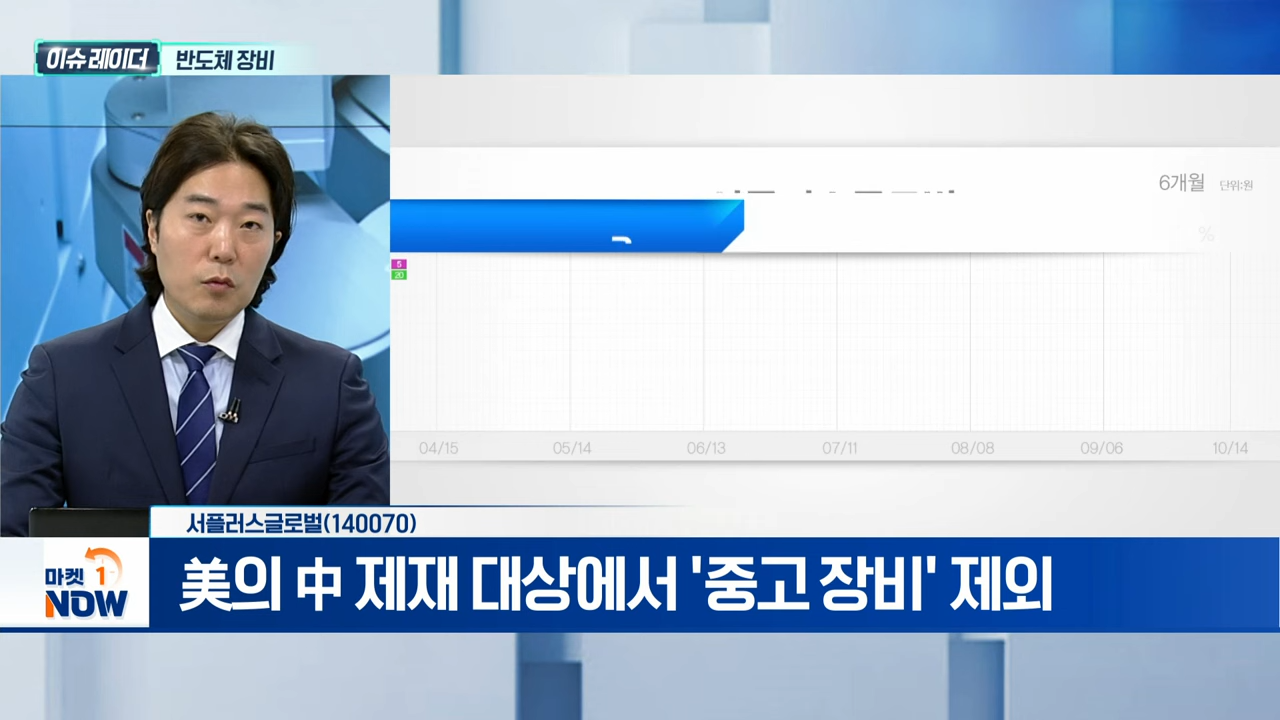 이슈 레이더 반도체 장비
6개월 단위:원
%
5
20
04/15 05/14 06/13 07/11 08/08 09/06 10/14
서플러스글로벌(140070)
마켓 1 NOW
美의 中 제재 대상에서 '중고 장비' 제외